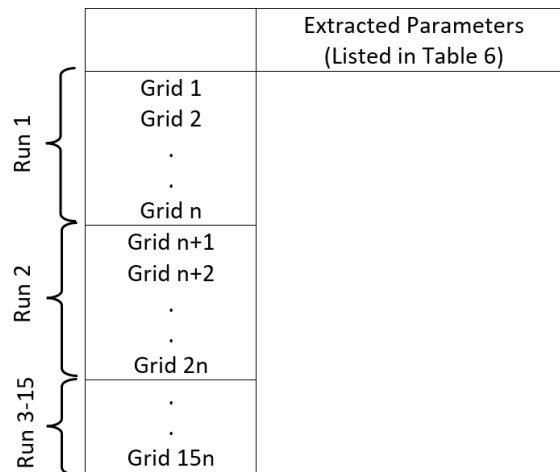 Extracted Parameters
(Listed in Table 6)
Run 1
Grid 1
Grid 2
.
.
Grid n
Run 2
Grid n+1
Grid n+2
.
.
Grid 2n
Run 3-15
.
.
Grid 15n